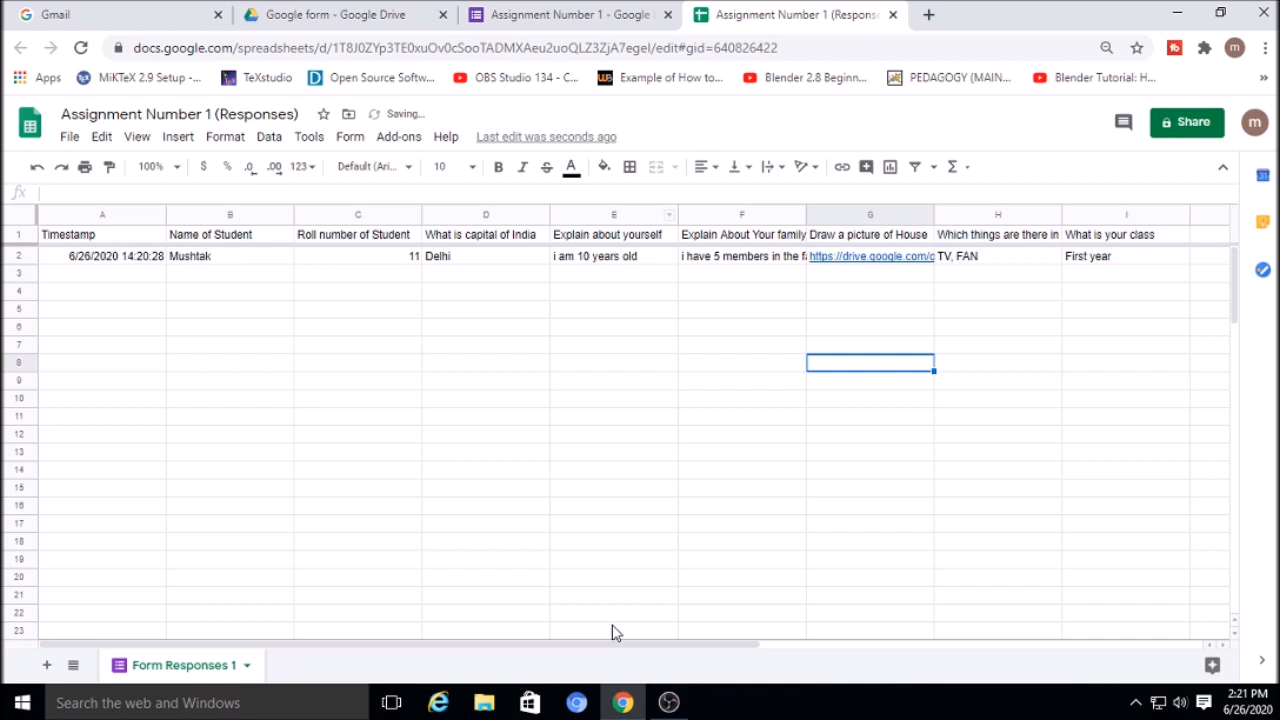 Gmail
Google form - Google Drive
Assignment Number 1 - Google
Assignment Number 1 (Respons
docs.google.com/spreadsheets/d/1T8J0ZYp3TE0xuOv0cSooTADMXAeu2uoQLZ3ZjA7egeI/edit#gid=640826422
Apps
MiKTeX 2.9 Setup -...
TeXstudio
Open Source Softw...
OBS Studio 134 - C...
Example of How to...
Blender 2.8 Beginn...
PEDAGOGY (MAIN...
Blender Tutorial: H...
Assignment Number 1 (Responses)
Saving...
Share
File Edit View Insert Format Data Tools Form Add-ons Help Last edit was seconds ago
100% $ % .0 .00 123 Default (Ari... 10 B I S A
fx
A B C D E F G H I
1 Timestamp Name of Student Roll number of Student What is capital of India Explain about yourself Explain About Your family Draw a picture of House Which things are there in What is your class
2 6/26/2020 14:20:28 Mushtak 11 Delhi i am 10 years old i have 5 members in the fa https://drive.google.com/o TV, FAN First year
3
4
5
6
7
8
9
10
11
12
13
14
15
16
17
18
19
20
21
22
23
Form Responses 1
Search the web and Windows
2:21 PM
6/26/2020